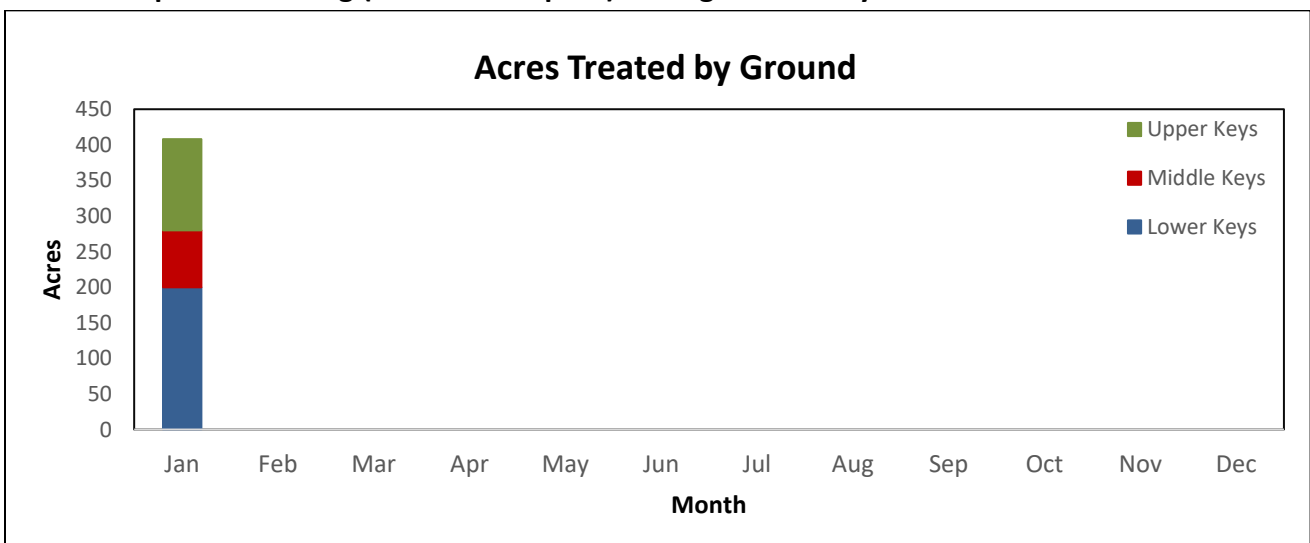 Acres Treated by Ground
450
400
350
300
250
200
150
100
50
0
Acres
Upper Keys
Middle Keys
Lower Keys
Jan Feb Mar Apr May Jun Jul Aug Sep Oct Nov Dec
Month